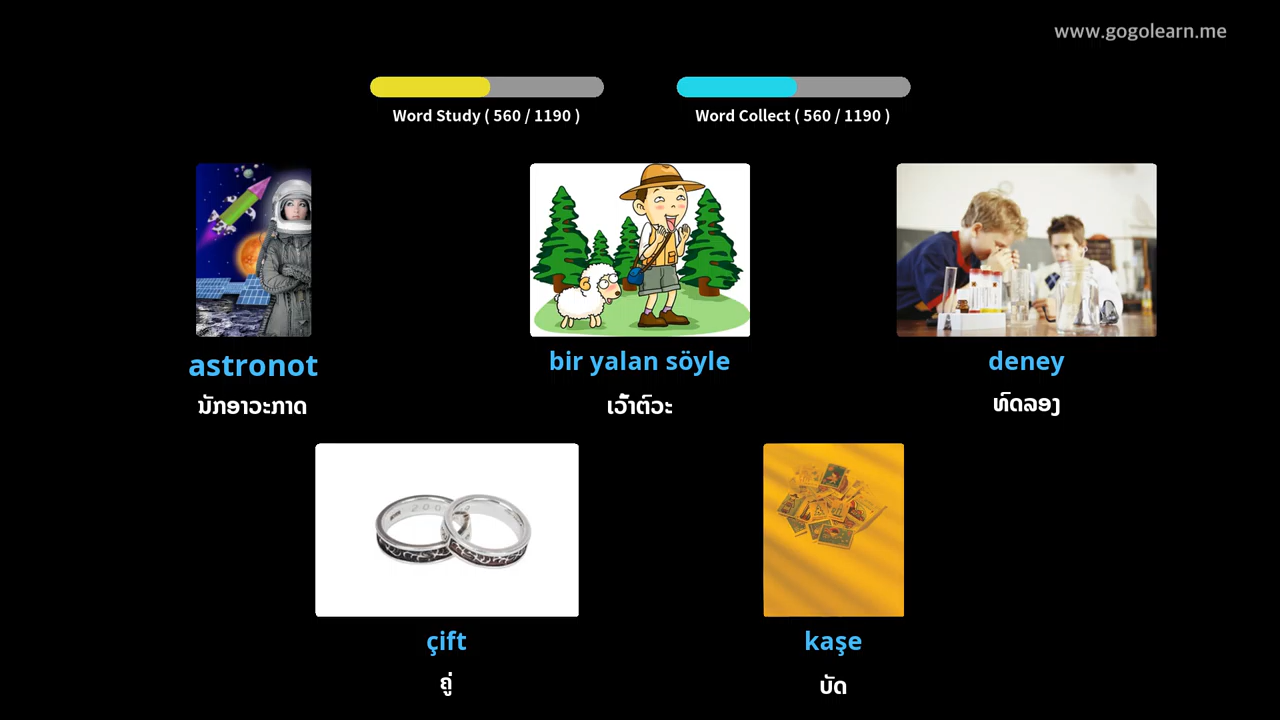 www.gogolearn.me
Word Study ( 560 / 1190 )
Word Collect ( 560 / 1190 )
astronot
ນັກອາວະກາດ
bir yalan söyle
ເວົ້າຕົວະ
deney
ທົດລອງ
çift
ຄູ່
kaşe
ບັດ